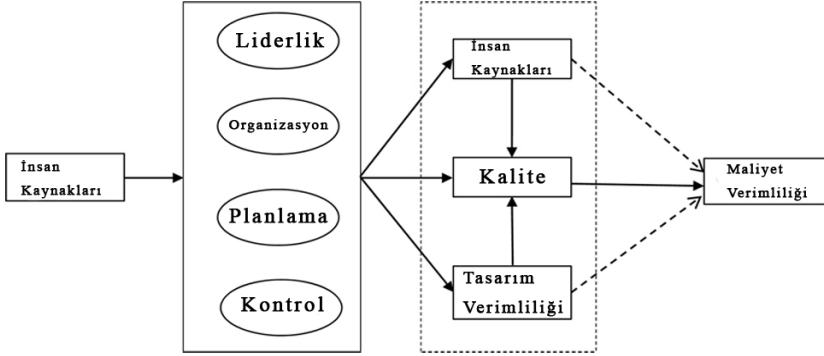 İnsan
Kaynakları
Liderlik
Organizasyon
Planlama
Kontrol
İnsan
Kaynakları
Kalite
Tasarım
Verimliliği
Maliyet
Verimliliği